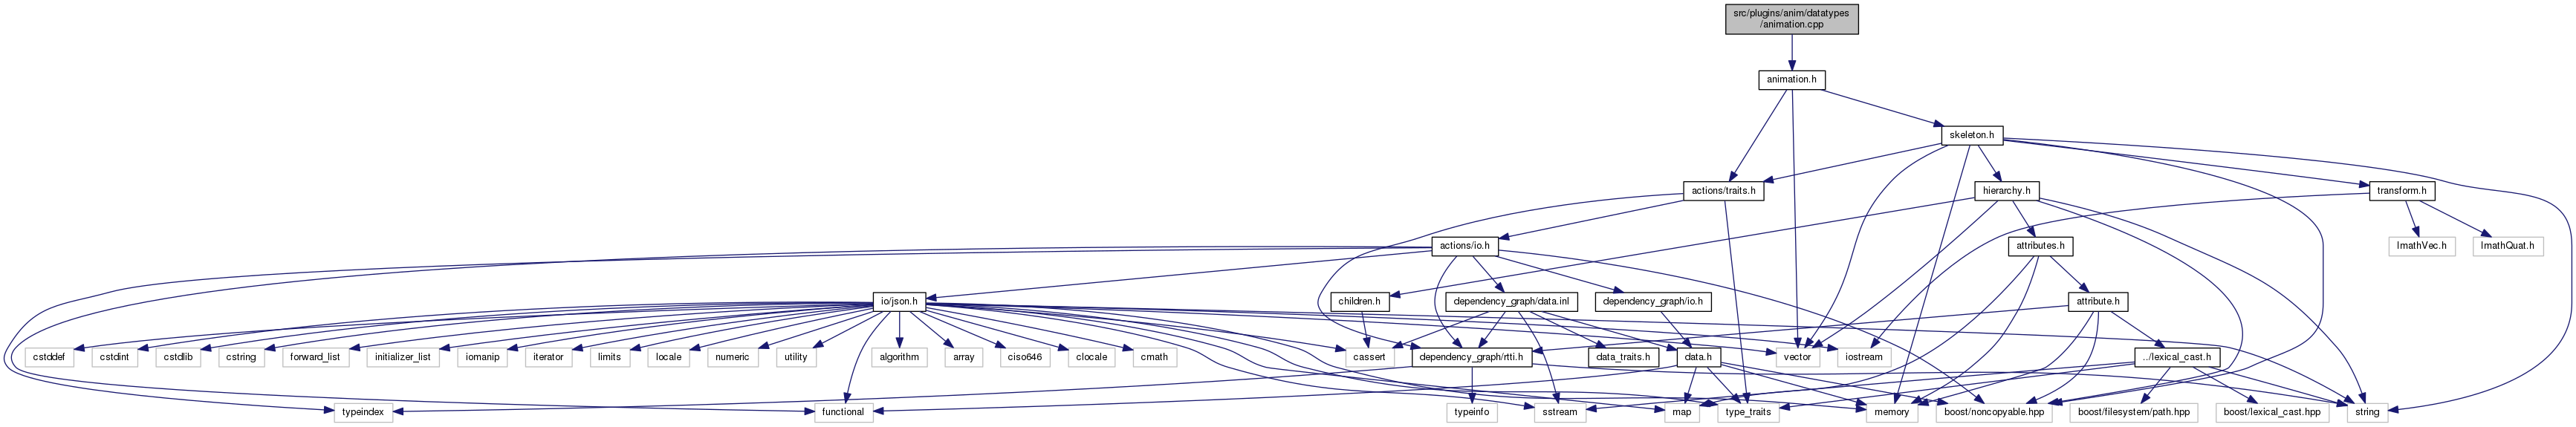 src/plugins/anim/datatypes
/animation.cpp
animation.h
skeleton.h
actions/traits.h
hierarchy.h
transform.h
actions/io.h
attributes.h
ImathVec.h
ImathQuat.h
io/json.h
children.h
dependency_graph/data.inl
dependency_graph/io.h
attribute.h
cstddef
cstdint
cstdlib
cstring
forward_list
initializer_list
iomanip
iterator
limits
locale
numeric
utility
algorithm
array
ciso646
clocale
cmath
cassert
dependency_graph/rtti.h
data_traits.h
data.h
vector
iostream
../lexical_cast.h
typeindex
functional
typeinfo
sstream
map
type_traits
memory
boost/noncopyable.hpp
boost/filesystem/path.hpp
boost/lexical_cast.hpp
string